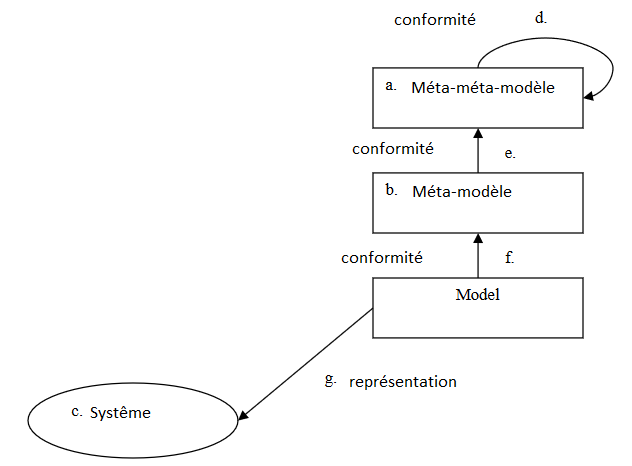 conformité d.
a. Méta-méta-modèle
conformité e.
b. Méta-modèle
conformité f.
Model
g. représentation
c. Systême